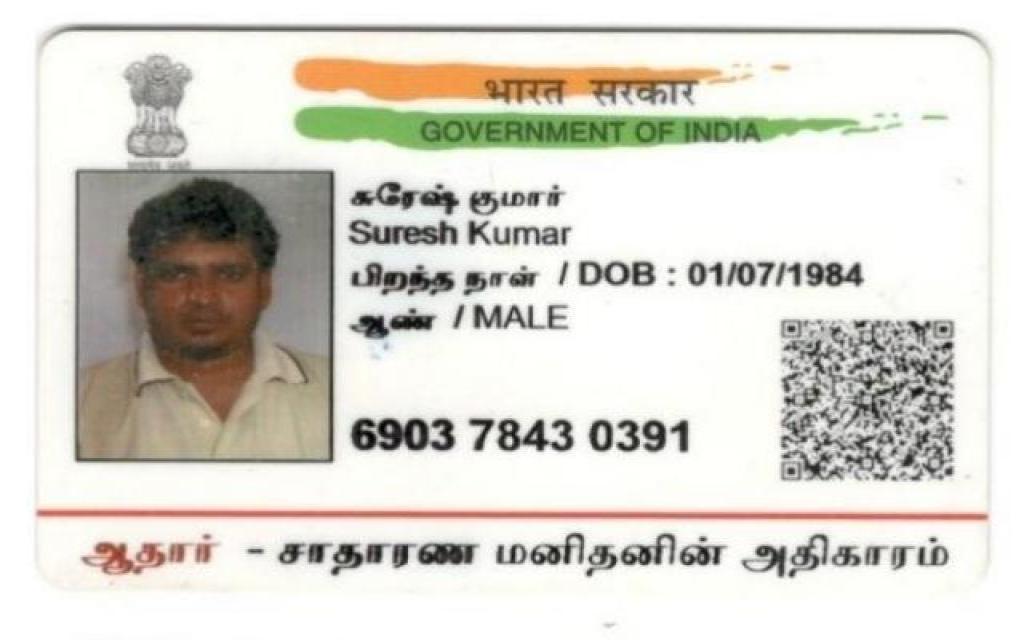 भारत सरकार
GOVERNMENT OF INDIA
சுரேஷ் குமார்
Suresh Kumar
பிறந்த நாள் / DOB : 01/07/1984
ஆண் / MALE
6903 7843 0391
ஆதார் - சாதாரண மனிதனின் அதிகாரம்